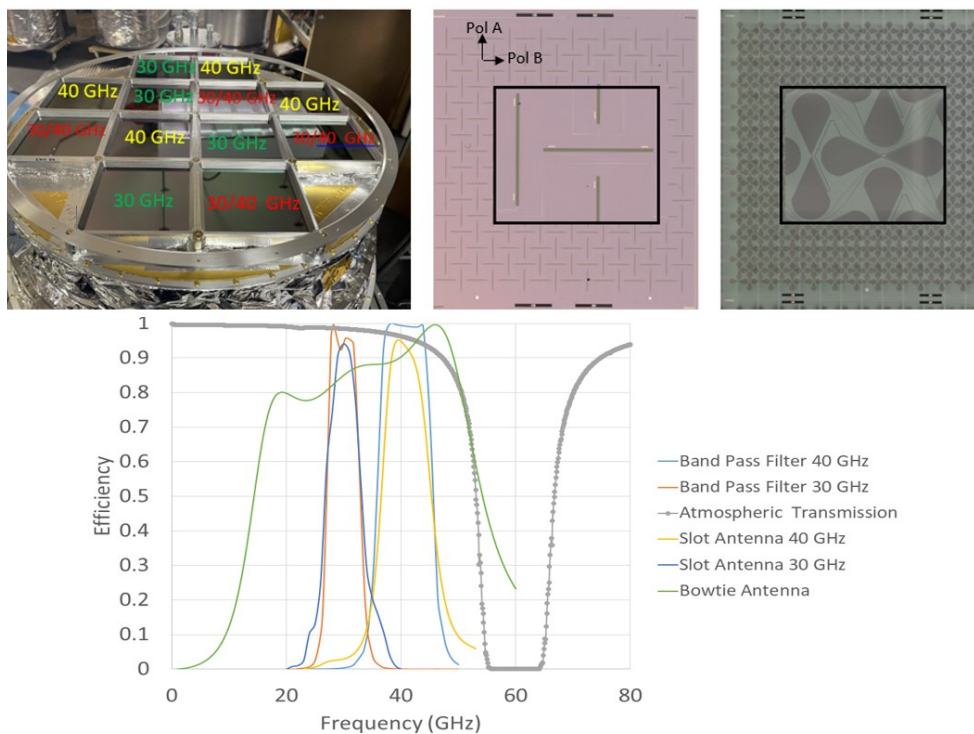 30 GHz 40 GHz
40 GHz 30 GHz 30/40 GHz 40 GHz
30/40 GHz 40 GHz 30 GHz 30/40 GHz
30 GHz 30/40 GHz
Pol A
Pol B
1
0.9
0.8
0.7
0.6
0.5
0.4
0.3
0.2
0.1
0
Efficiency
0 20 40 60 80
Frequency (GHz)
Band Pass Filter 40 GHz
Band Pass Filter 30 GHz
Atmospheric Transmission
Slot Antenna 40 GHz
Slot Antenna 30 GHz
Bowtie Antenna